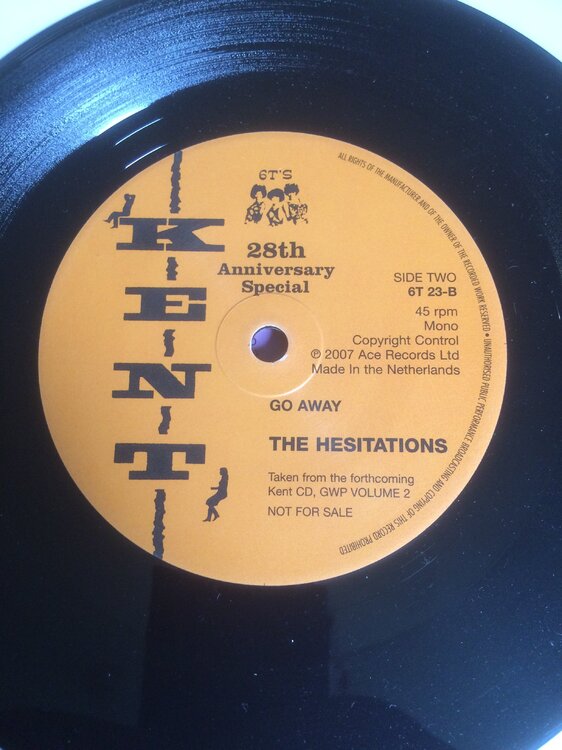 6T'S
K-E-N-T
28th
Anniversary
Special
SIDE TWO
6T 23-B
45 rpm
Mono
Copyright Control
℗ 2007 Ace Records Ltd
Made In the Netherlands
GO AWAY
THE HESITATIONS
Taken from the forthcoming
Kent CD, GWP VOLUME 2
NOT FOR SALE
ALL RIGHTS OF THE MANUFACTURER AND OF THE OWNER OF THE RECORDED WORK RESERVED • UNAUTHORISED PUBLIC PERFORMANCE BROADCASTING AND COPYING OF THIS RECORD PROHIBITED